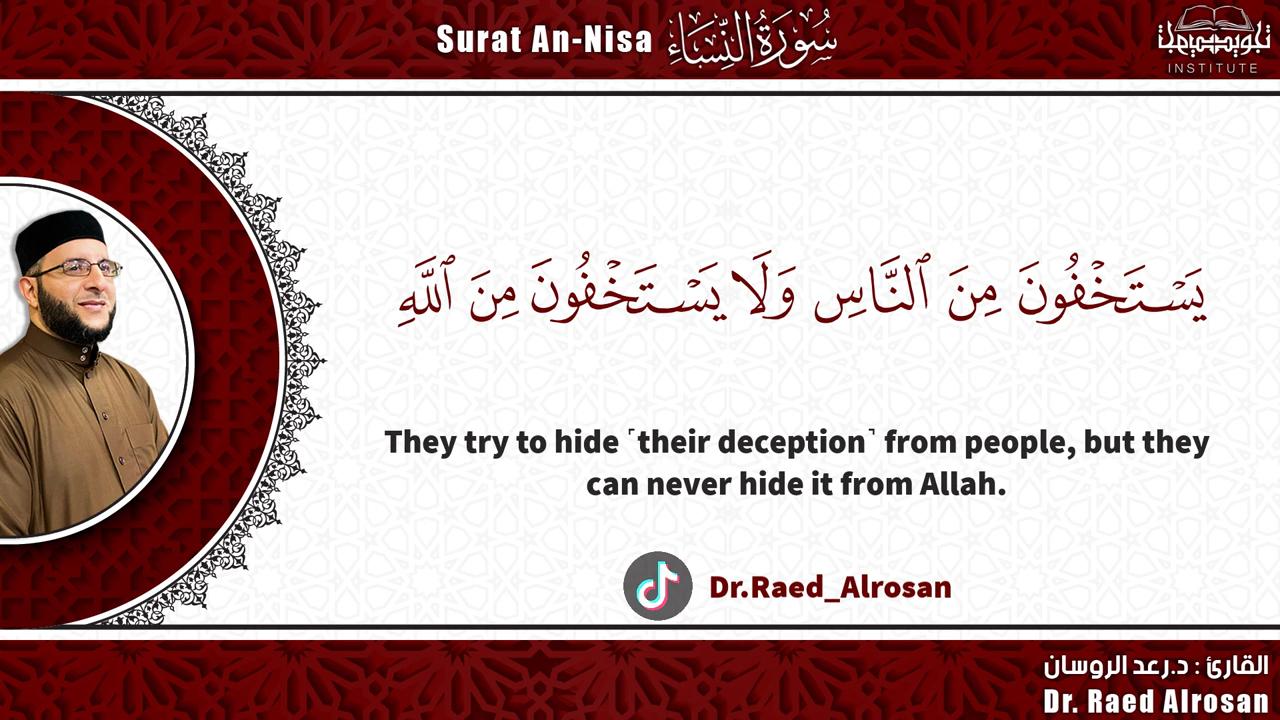 Surat An-Nisa سُورَةُ النِّسَاءِ
INSTITUTE
يَسْتَخْفُونَ مِنَ ٱلنَّاسِ وَلَا يَسْتَخْفُونَ مِنَ ٱللَّهِ
They try to hide ˹their deception˺ from people, but they
can never hide it from Allah.
Dr.Raed_Alrosan
القارئ : د.رعد الروسان
Dr. Raed Alrosan